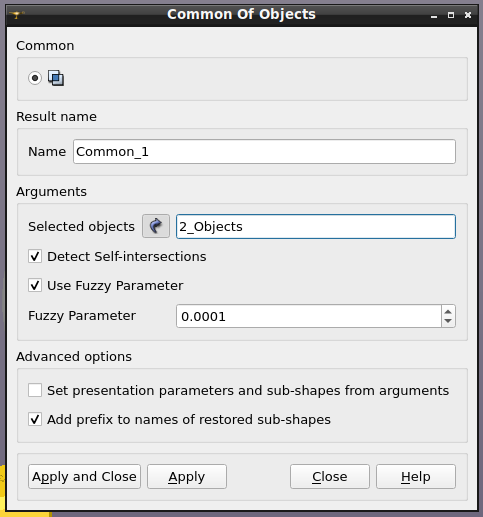 Common Of Objects
Common
Result name
Name Common_1
Arguments
Selected objects 2_Objects
Detect Self-intersections
Use Fuzzy Parameter
Fuzzy Parameter 0.0001
Advanced options
Set presentation parameters and sub-shapes from arguments
Add prefix to names of restored sub-shapes
Apply and Close Apply Close Help